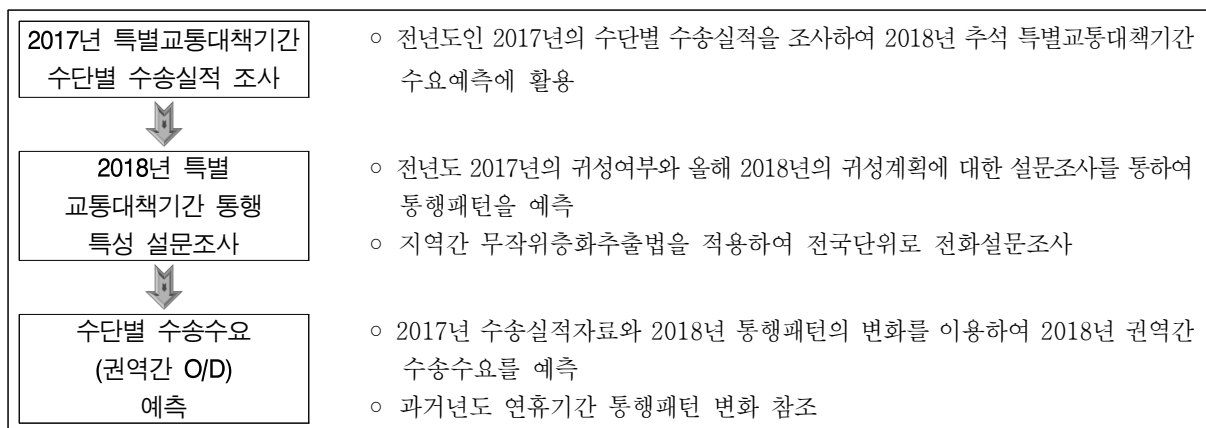 2017년 특별교통대책기간
수단별 수송실적 조사
○ 전년도인 2017년의 수단별 수송실적을 조사하여 2018년 추석 특별교통대책기간
수요예측에 활용
2018년 특별
교통대책기간 통행
특성 설문조사
○ 전년도 2017년의 귀성여부와 올해 2018년의 귀성계획에 대한 설문조사를 통하여
통행패턴을 예측
○ 지역간 무작위층화추출법을 적용하여 전국단위로 전화설문조사
수단별 수송수요
(권역간 O/D)
예측
○ 2017년 수송실적자료와 2018년 통행패턴의 변화를 이용하여 2018년 권역간
수송수요를 예측
○ 과거년도 연휴기간 통행패턴 변화 참조